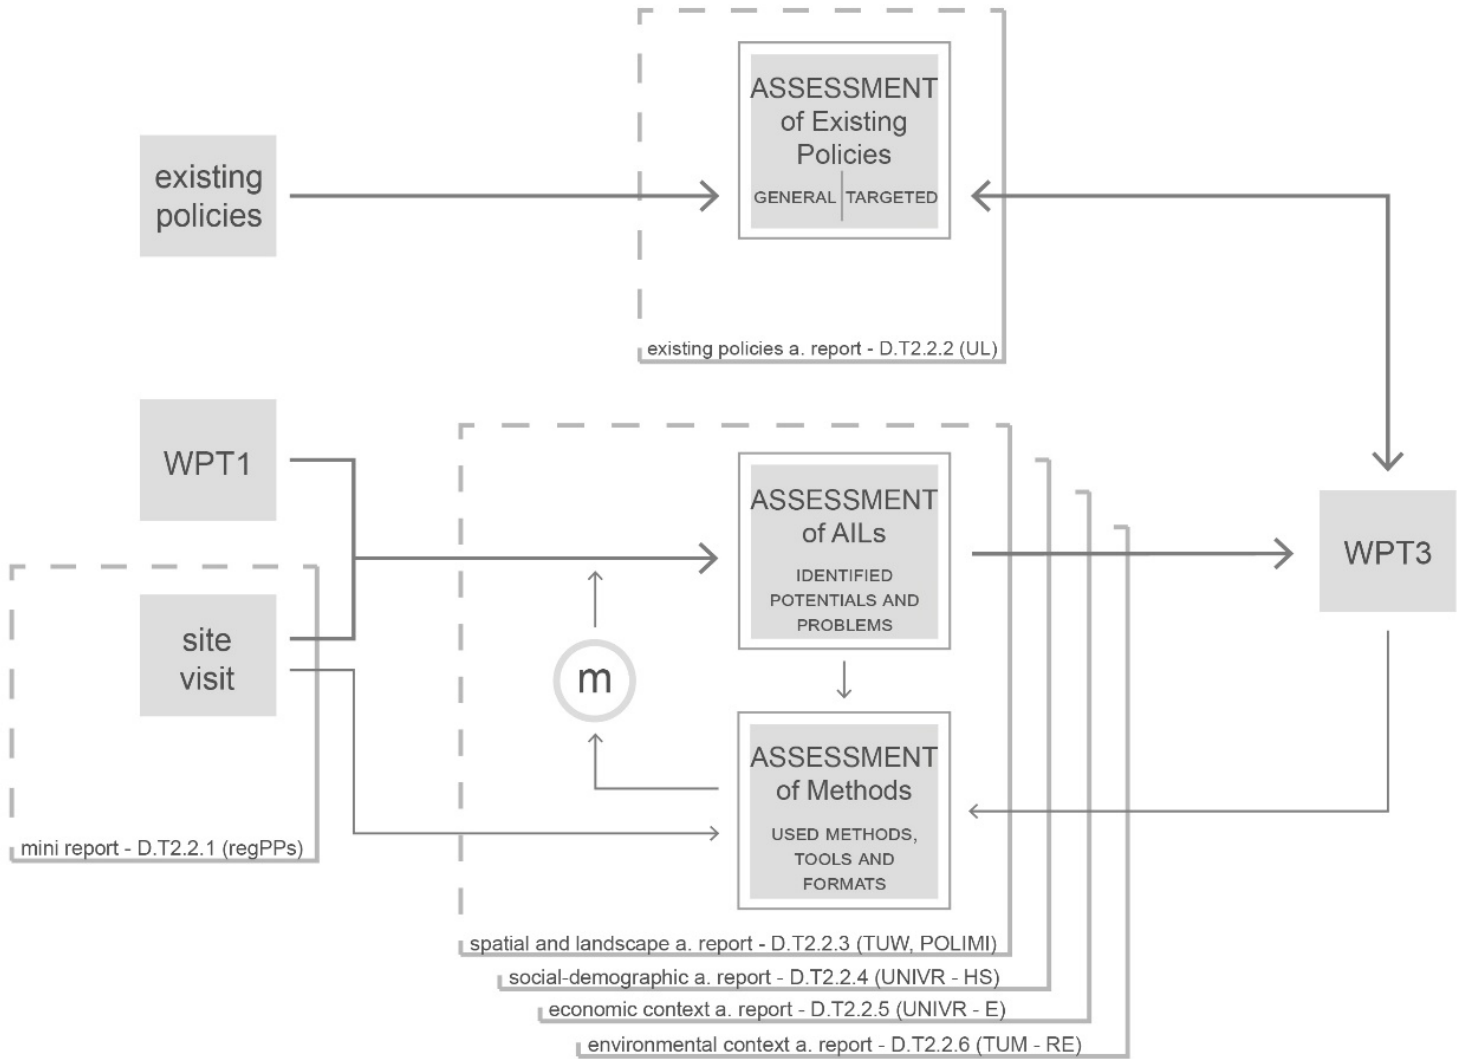 ASSESSMENT
of Existing
Policies
GENERAL | TARGETED
existing
policies
existing policies a. report - D.T2.2.2 (UL)
WPT1
ASSESSMENT
of AILs
IDENTIFIED
POTENTIALS AND
PROBLEMS
WPT3
site
visit
m
ASSESSMENT
of Methods
USED METHODS,
TOOLS AND
FORMATS
mini report - D.T2.2.1 (regPPs)
spatial and landscape a. report - D.T2.2.3 (TUW, POLIMI)
social-demographic a. report - D.T2.2.4 (UNIVR - HS)
economic context a. report - D.T2.2.5 (UNIVR - E)
environmental context a. report - D.T2.2.6 (TUM - RE)